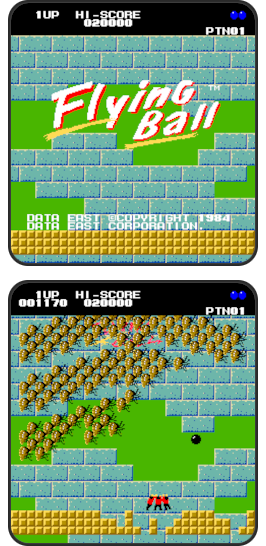 1UP HI-SCORE
020000
PTN01
Flying
Ball
TM
DATA EAST ©COPYRIGHT 1984
DATA EAST CORPORATION.
1UP HI-SCORE
001170 020000
PTN01